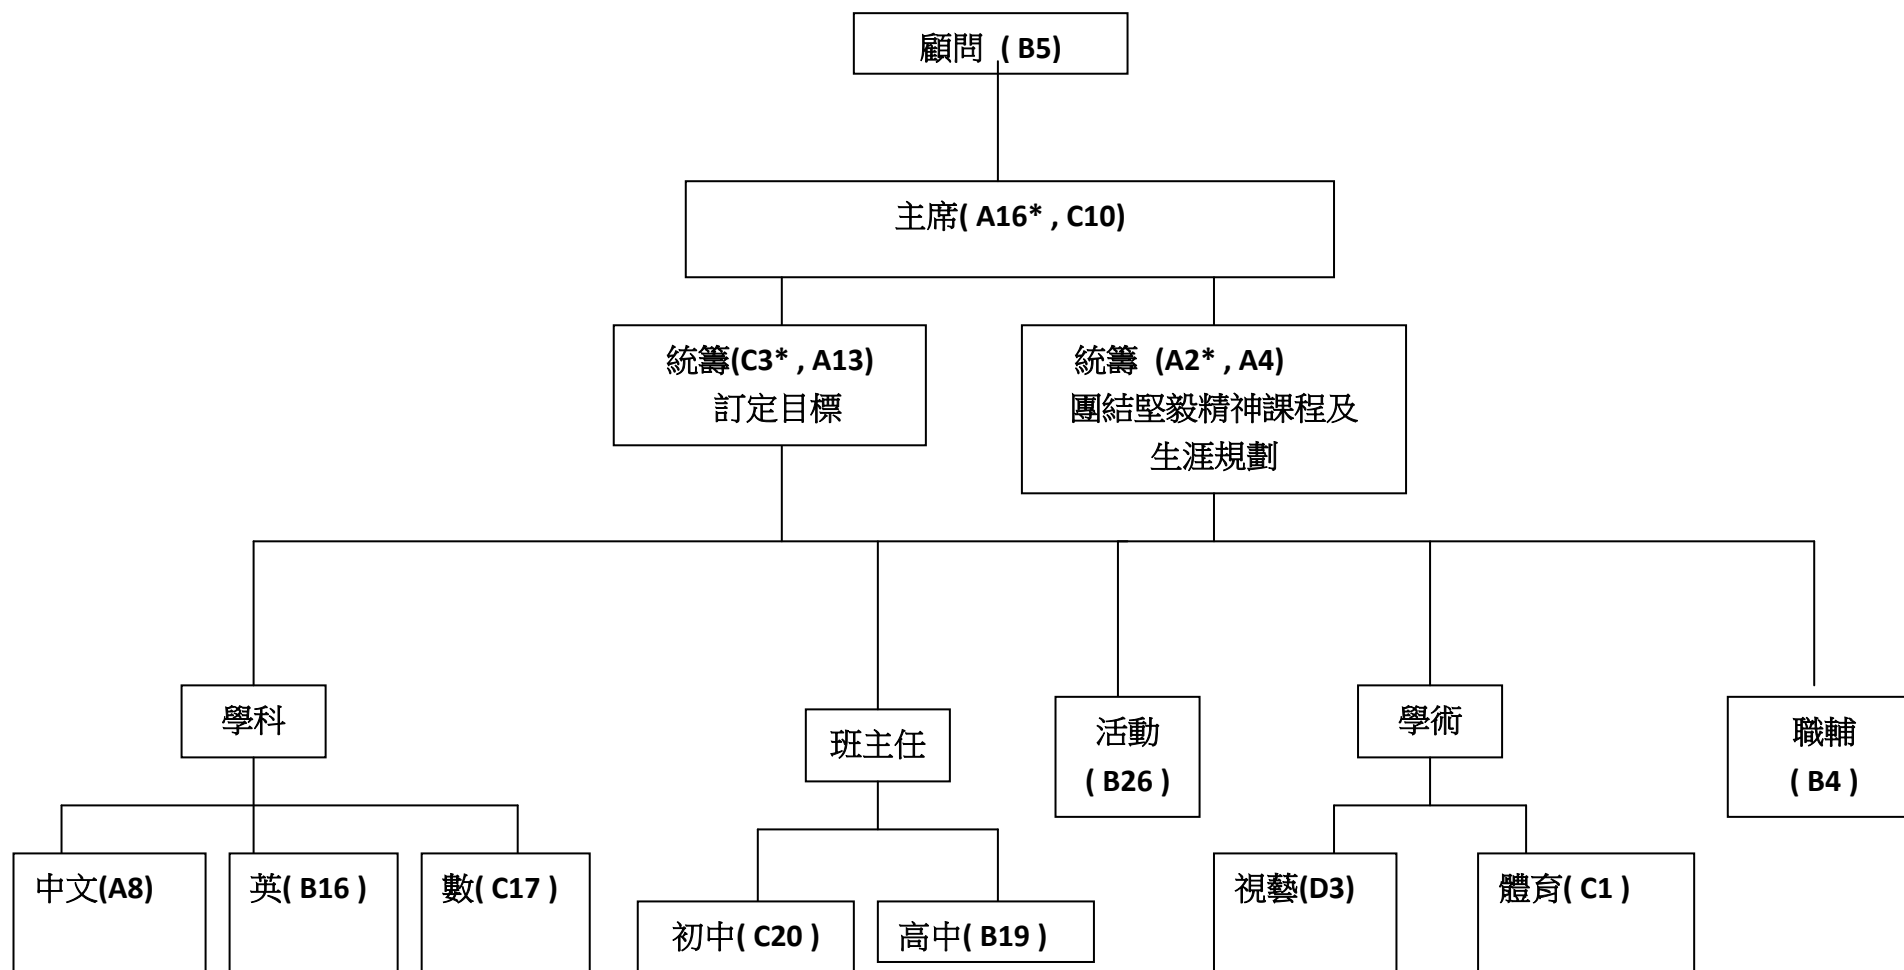 顧問 ( B5)
主席( A16* , C10)
統籌(C3* , A13)
訂定目標
統籌 (A2* , A4)
團結堅毅精神課程及
生涯規劃
學科
班主任
活動
( B26 )
學術
職輔
( B4 )
中文(A8)
英( B16 )
數( C17 )
初中( C20 )
高中( B19 )
視藝(D3)
體育( C1 )